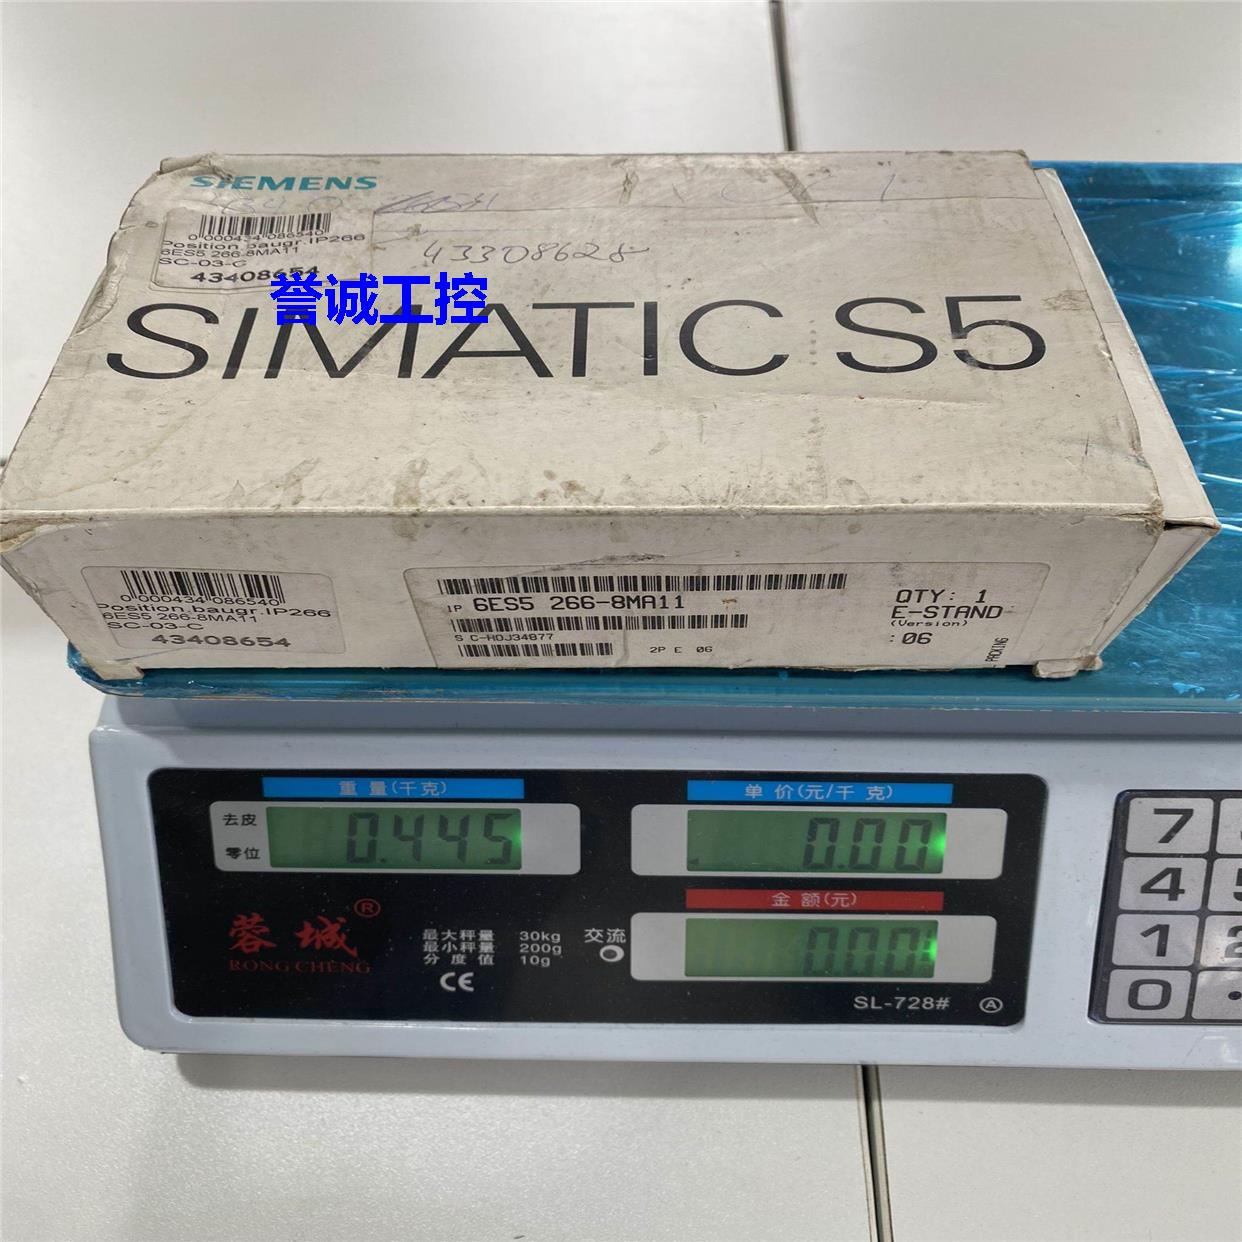 SIEMENS
43308628
0 000434 086540
Position.baugr.IP266
6ES5 266-8MA11
SC-03-C
43408654
誉诚工控
SIMATIC S5
0 000434 086540
Position.baugr.IP266
6ES5 266-8MA11
SC-03-C
43408654
1P 6ES5 266-8MA11
S C-HDJ34877
2P E 06
QTY: 1
E-STAND
(Version)
:06
PACKING
重量(千克)
去皮
零位
0.445
单价(元/千克)
0.00
金额(元)
0.00
蓉城®
RONG CHENG
最大秤量 30kg
最小秤量 200g
分度值 10g
CE
交流
SL-728# A
7
4
1
0 .